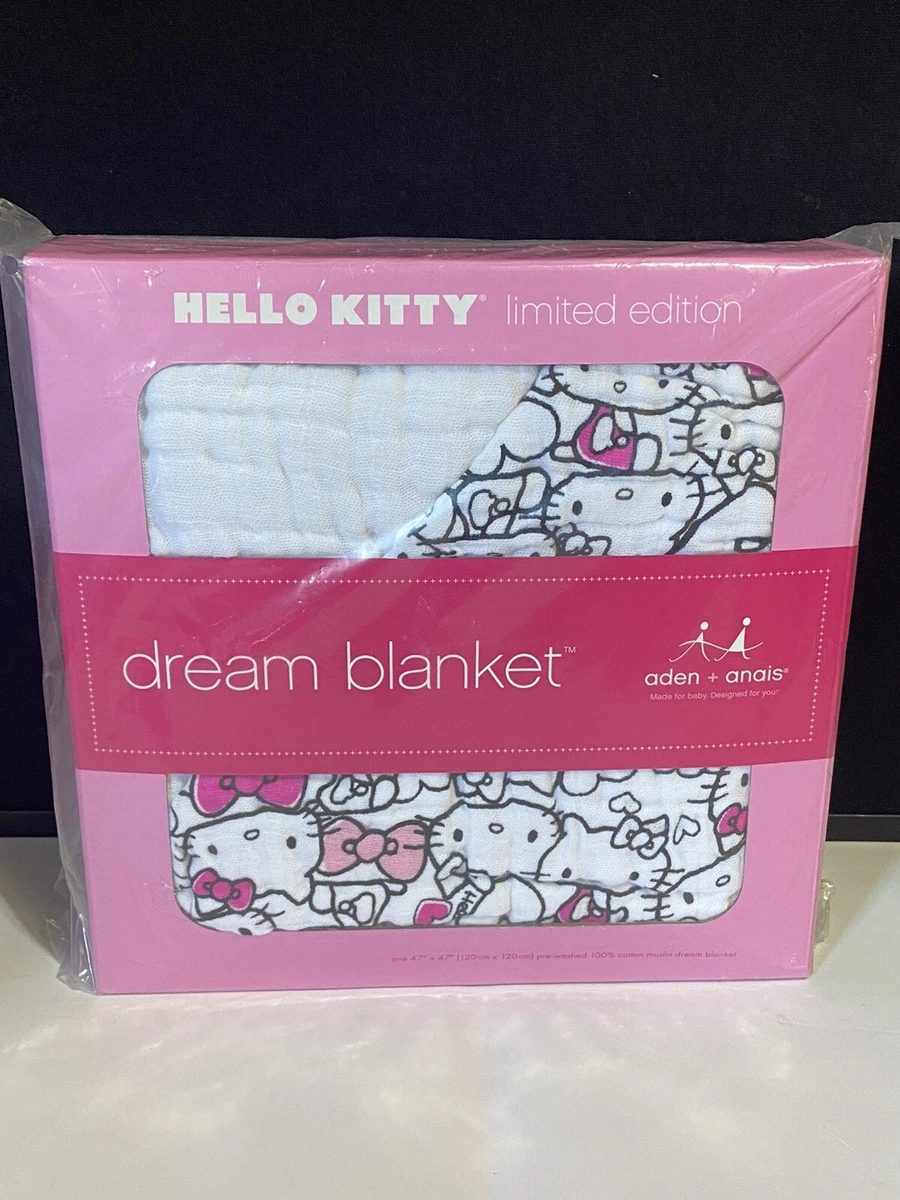 HELLO KITTY® limited edition
dream blanket™
aden + anais®
Made for baby. Designed for you.®
one 47" x 47" (120cm x 120cm) pre-washed 100% cotton muslin dream blanket